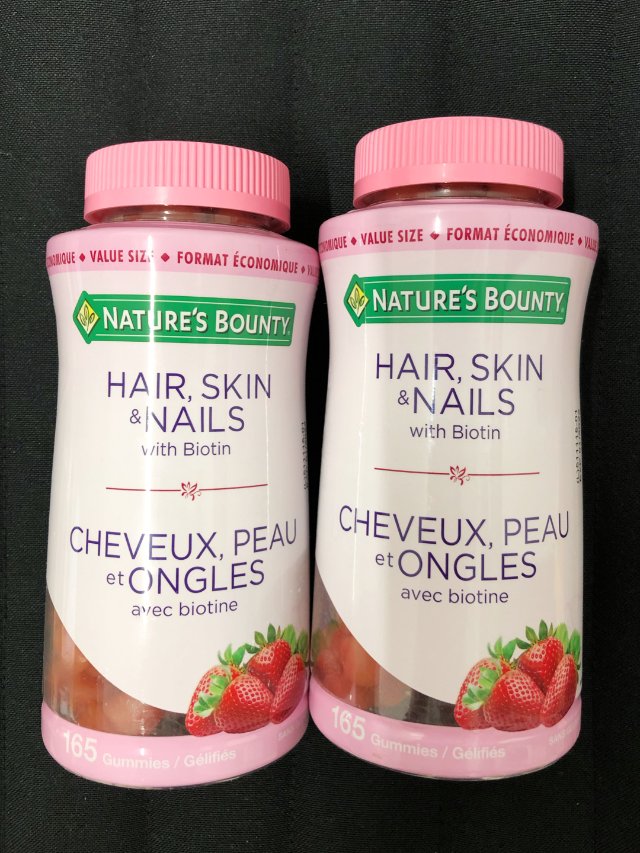 ONOMIQUE ◆ VALUE SIZE ◆ FORMAT ÉCONOMIQUE ◆
NATURE'S BOUNTY®
HAIR, SKIN
& NAILS
with Biotin
CHEVEUX, PEAU
et ONGLES
avec biotine
165 Gummies / Gélifiés
ONOMIQUE ◆ VALUE SIZE ◆ FORMAT ÉCONOMIQUE ◆
NATURE'S BOUNTY®
HAIR, SKIN
& NAILS
with Biotin
CHEVEUX, PEAU
et ONGLES
avec biotine
165 Gummies / Gélifiés